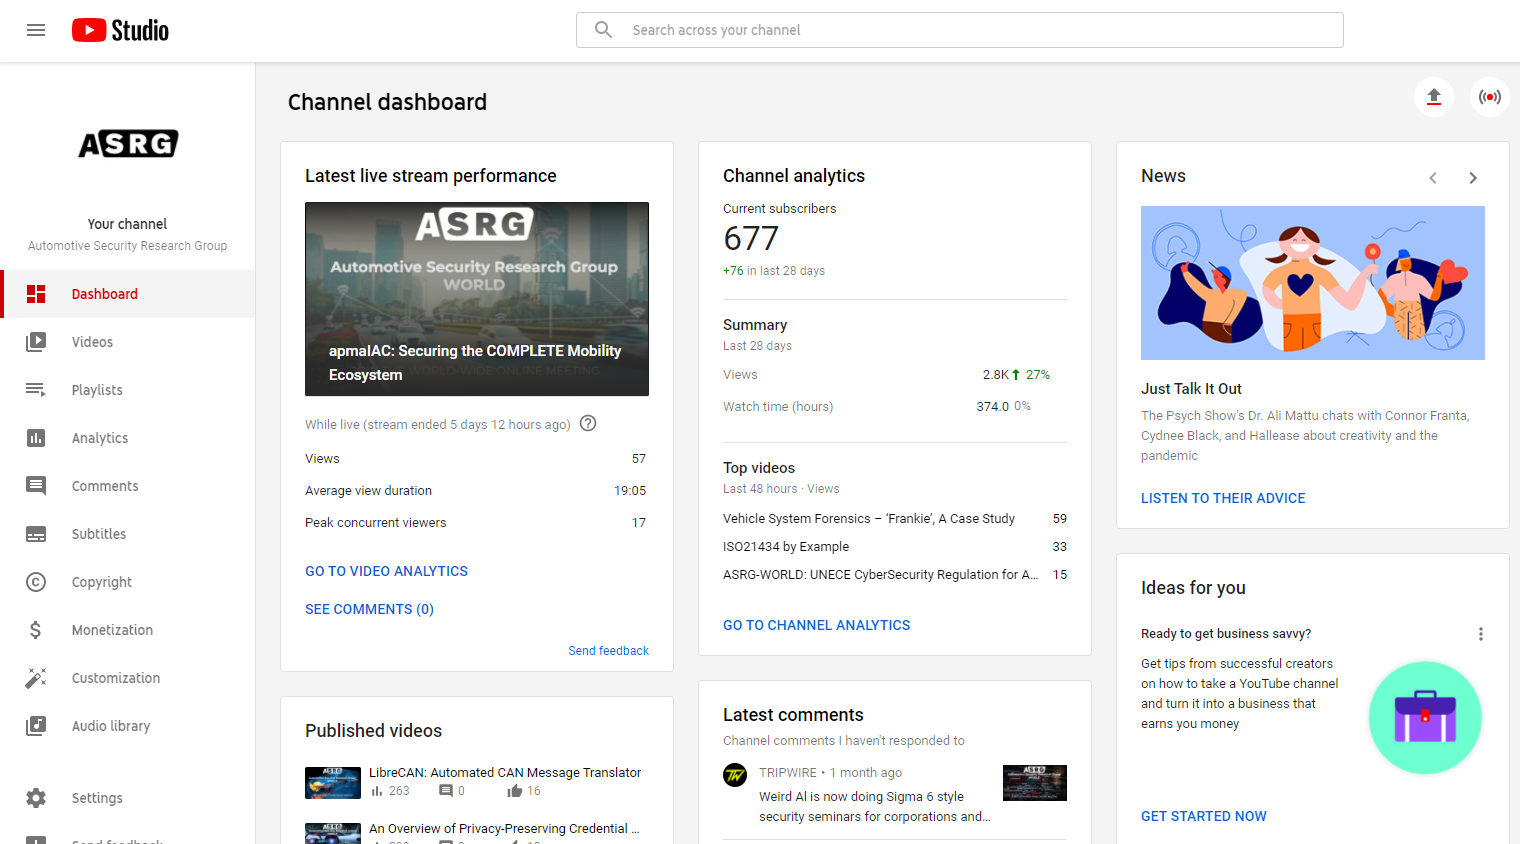 Studio
Search across your channel
ASRG
Your channel
Automotive Security Research Group
Dashboard
Videos
Playlists
Analytics
Comments
Subtitles
Copyright
Monetization
Customization
Audio library
Settings
Send feedback
Channel dashboard
Latest live stream performance
ASRG
Automotive Security Research Group
WORLD
apmaIAC: Securing the COMPLETE Mobility
Ecosystem
WORLD-WIDE ONLINE MEETING
While live (stream ended 5 days 12 hours ago)
Views 57
Average view duration 19:05
Peak concurrent viewers 17
GO TO VIDEO ANALYTICS
SEE COMMENTS (0)
Send feedback
Published videos
ASRG
LibreCAN: Automated CAN Message Translator
263 0 16
An Overview of Privacy-Preserving Credential ...
Channel analytics
Current subscribers
677
+76 in last 28 days
Summary
Last 28 days
Views 2.8K 27%
Watch time (hours) 374.0 0%
Top videos
Last 48 hours · Views
Vehicle System Forensics – ‘Frankie’, A Case Study 59
ISO21434 by Example 33
ASRG-WORLD: UNECE CyberSecurity Regulation for A... 15
GO TO CHANNEL ANALYTICS
Latest comments
Channel comments I haven't responded to
TW
TRIPWIRE • 1 month ago
Weird Al is now doing Sigma 6 style
security seminars for corporations and...
ASRG
News
Just Talk It Out
The Psych Show's Dr. Ali Mattu chats with Connor Franta,
Cydnee Black, and Hallease about creativity and the
pandemic
LISTEN TO THEIR ADVICE
Ideas for you
Ready to get business savvy?
Get tips from successful creators
on how to take a YouTube channel
and turn it into a business that
earns you money
GET STARTED NOW